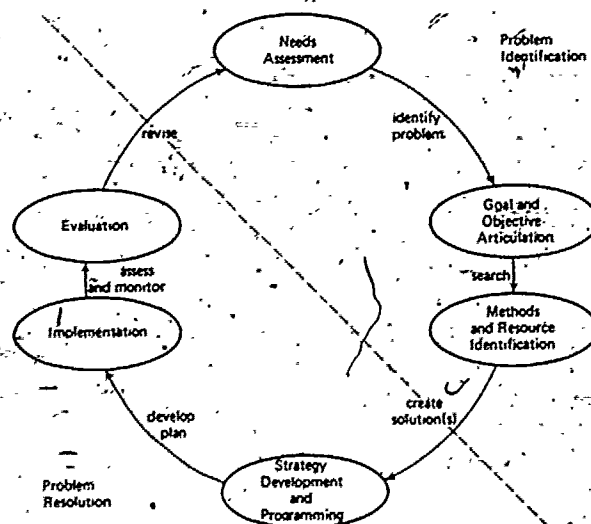 Needs
Assessment
Problem
Identification
identify
problem
revise
Goal and
Objective
Articulation
Evaluation
search
assess
and monitor
Methods
and Resource
Identification
Implementation
create
solution(s)
develop
plan
Strategy
Development
and
Programming
Problem
Resolution